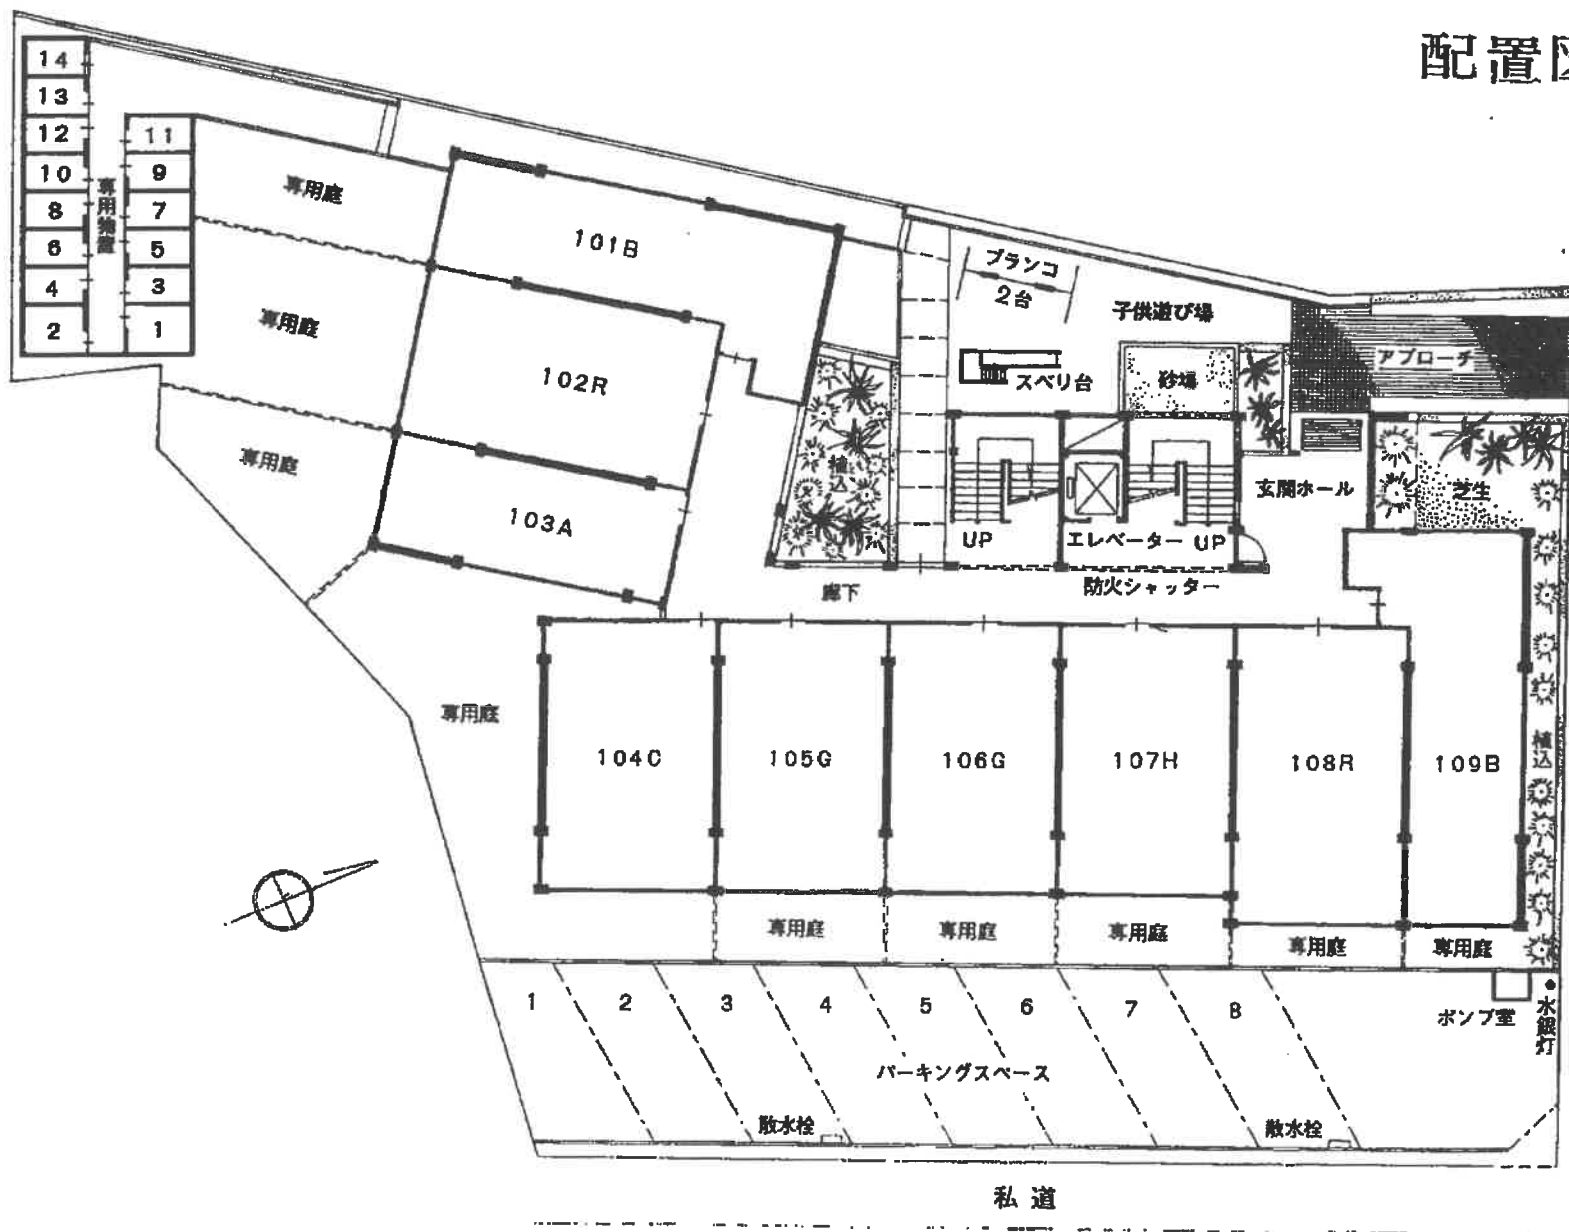 配置図
14
13
12
11
10
9
8
7
6
5
4
3
2
1
専用物置
専用庭
101B
専用庭
102R
専用庭
103A
ブランコ
2台
子供遊び場
スベリ台
砂場
アプローチ
植込
玄関ホール
芝生
UP
エレベーター
UP
廊下
防火シャッター
専用庭
104C
105G
106G
107H
108R
109B
植込
専用庭
専用庭
専用庭
専用庭
専用庭
1
2
3
4
5
6
7
8
ポンプ室
水銀灯
パーキングスペース
散水栓
散水栓
私道